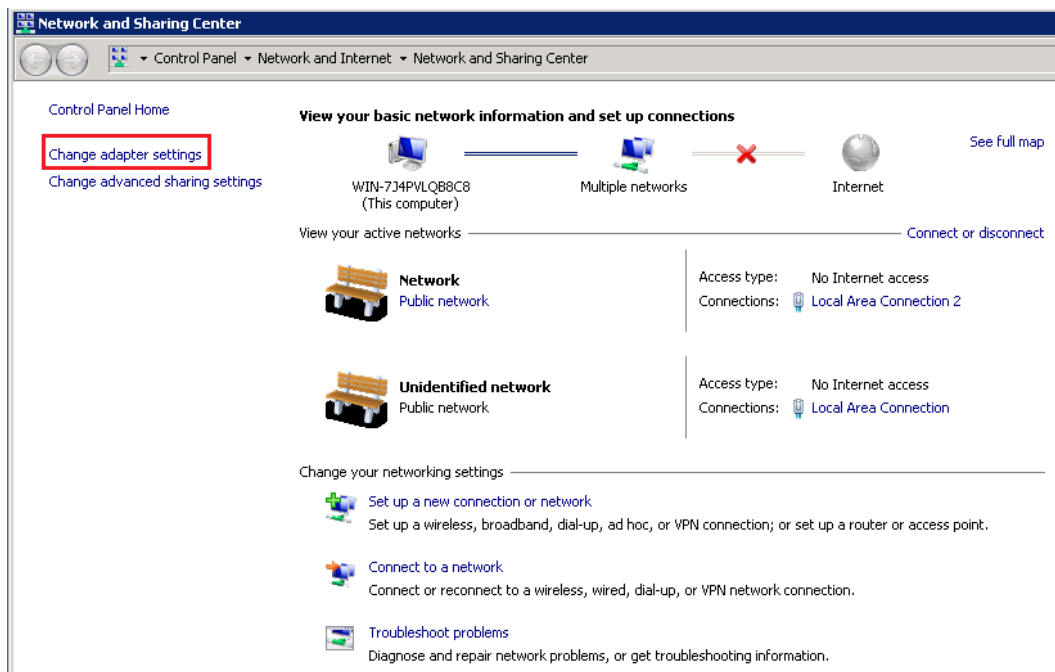 Network and Sharing Center
Control Panel Network and Internet Network and Sharing Center
Control Panel Home
Change adapter settings
Change advanced sharing settings
View your basic network information and set up connections
See full map
WIN-7J4PVLQB8C8
(This computer)
Multiple networks
Internet
View your active networks
Connect or disconnect
Network
Public network
Access type: No Internet access
Connections: Local Area Connection 2
Unidentified network
Public network
Access type: No Internet access
Connections: Local Area Connection
Change your networking settings
Set up a new connection or network
Set up a wireless, broadband, dial-up, ad hoc, or VPN connection; or set up a router or access point.
Connect to a network
Connect or reconnect to a wireless, wired, dial-up, or VPN network connection.
Troubleshoot problems
Diagnose and repair network problems, or get troubleshooting information.